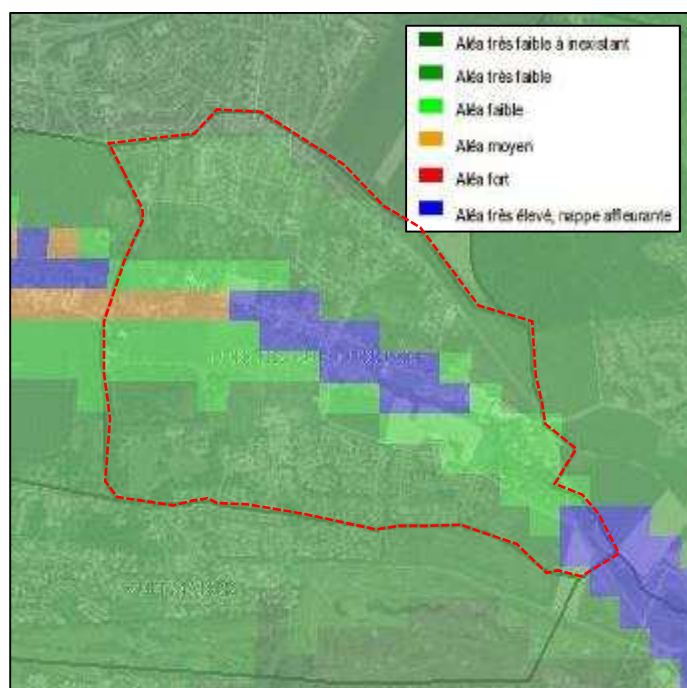 Aléa très faible à inexistant
Aléa très faible
Aléa faible
Aléa moyen
Aléa fort
Aléa très élevé, nappe affleurante